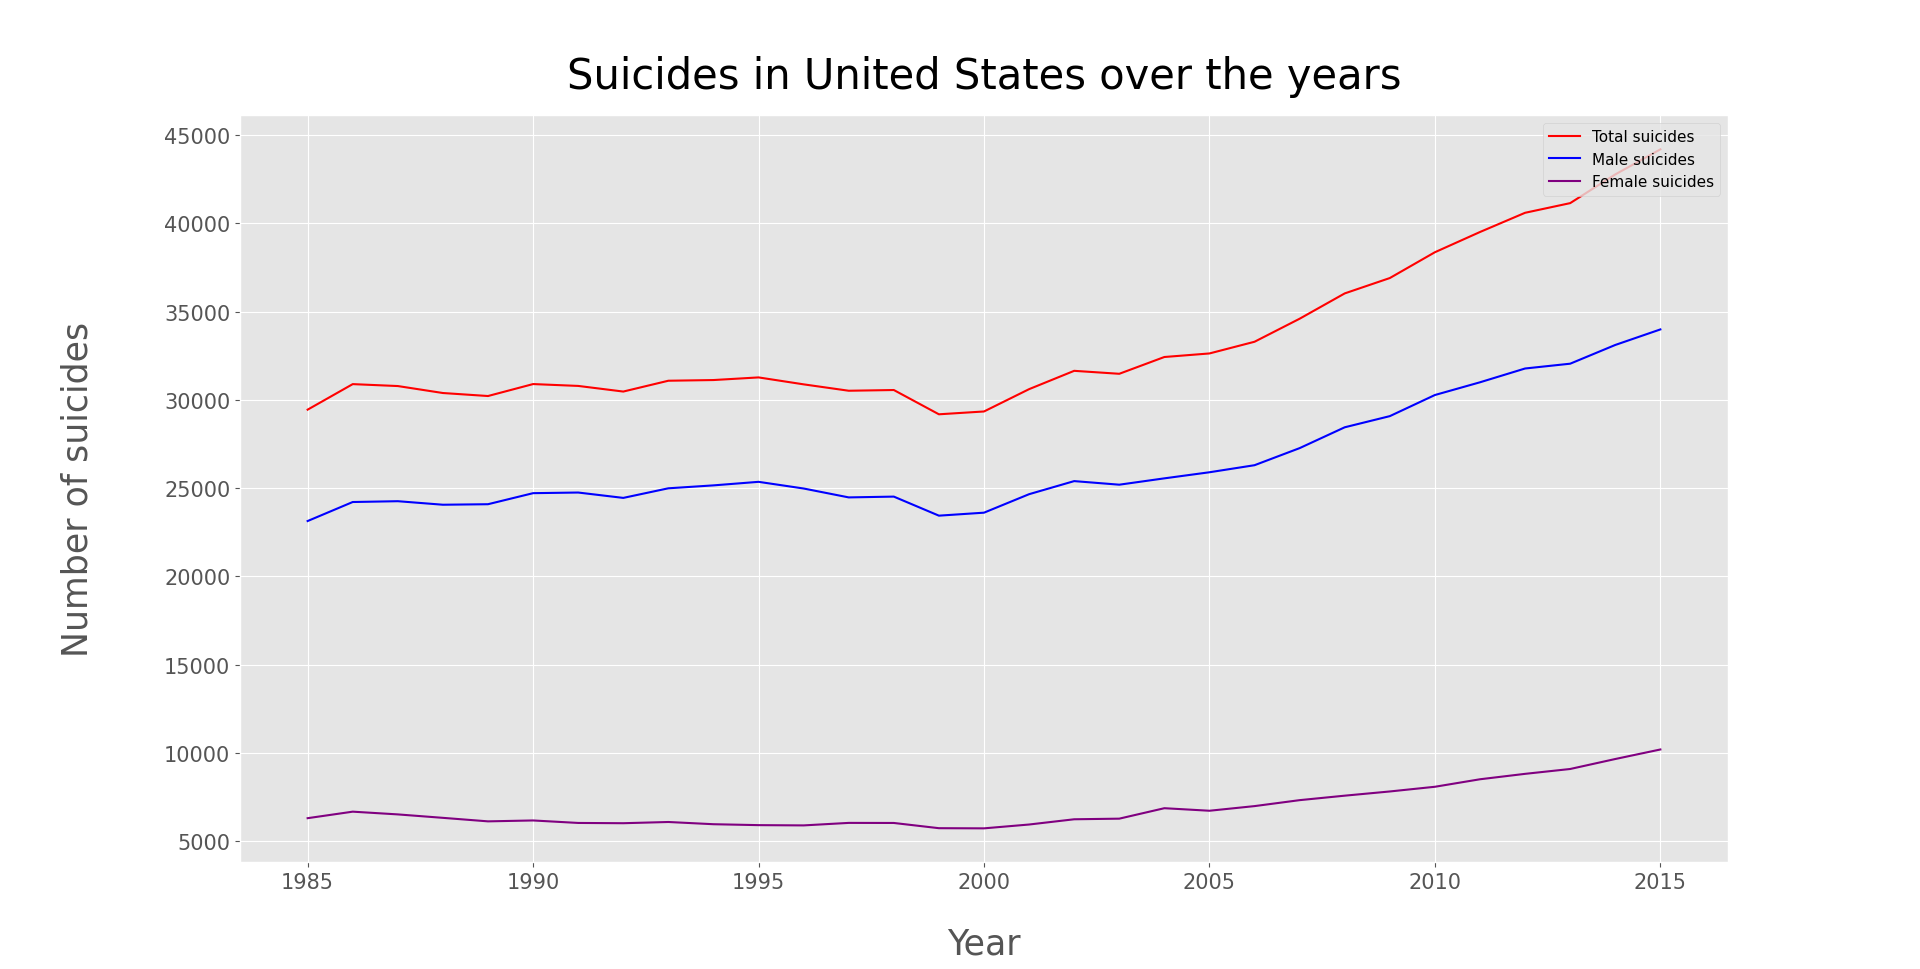 Suicides in United States over the years
45000
40000
35000
30000
25000
20000
15000
10000
5000
Number of suicides
Total suicides
Male suicides
Female suicides
1985 1990 1995 2000 2005 2010 2015
Year